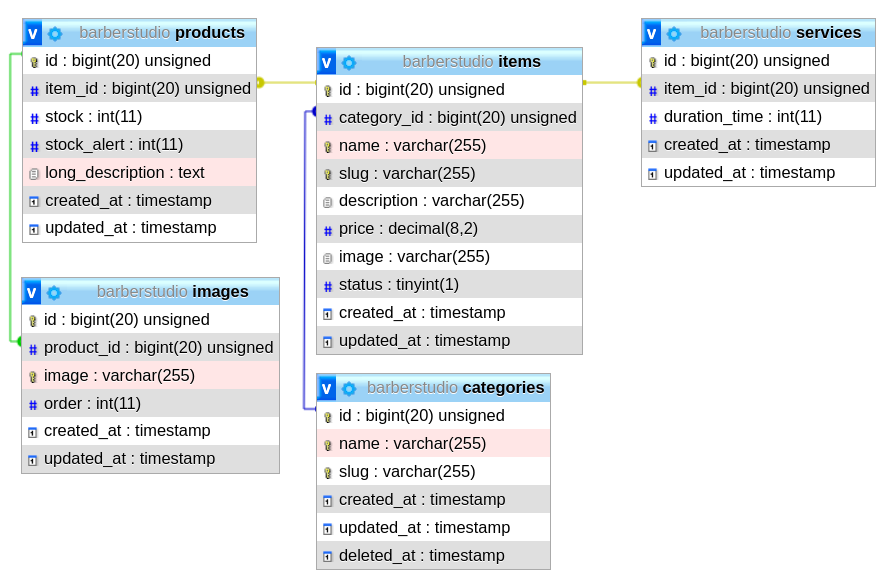 v barberstudio products
id : bigint(20) unsigned
item_id : bigint(20) unsigned
stock : int(11)
stock_alert : int(11)
long_description : text
created_at : timestamp
updated_at : timestamp
v barberstudio images
id : bigint(20) unsigned
product_id : bigint(20) unsigned
image : varchar(255)
order : int(11)
created_at : timestamp
updated_at : timestamp
v barberstudio items
id : bigint(20) unsigned
category_id : bigint(20) unsigned
name : varchar(255)
slug : varchar(255)
description : varchar(255)
price : decimal(8,2)
image : varchar(255)
status : tinyint(1)
created_at : timestamp
updated_at : timestamp
v barberstudio categories
id : bigint(20) unsigned
name : varchar(255)
slug : varchar(255)
created_at : timestamp
updated_at : timestamp
deleted_at : timestamp
v barberstudio services
id : bigint(20) unsigned
item_id : bigint(20) unsigned
duration_time : int(11)
created_at : timestamp
updated_at : timestamp